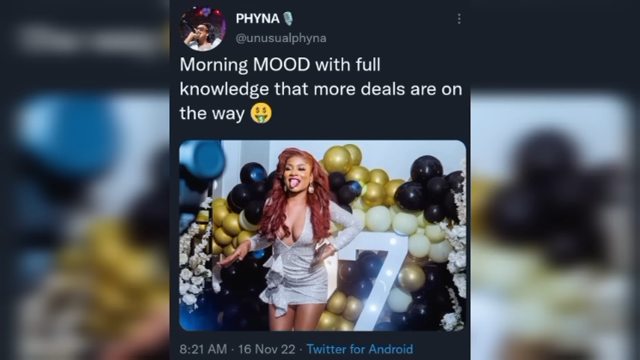 PHYNA🎙️
@unusualphyna
Morning MOOD with full
knowledge that more deals are on
the way 🤑
7
8:21 AM · 16 Nov 22 · Twitter for Android